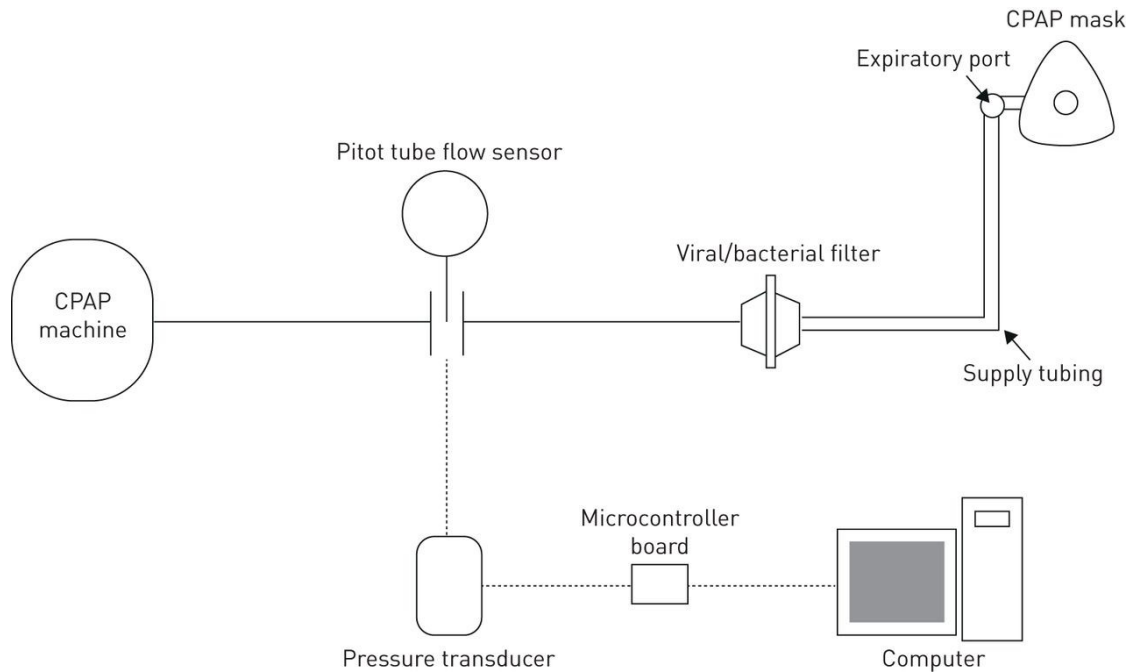 CPAP mask
Expiratory port
Pitot tube flow sensor
Viral/bacterial filter
CPAP
machine
Supply tubing
Microcontroller
board
Pressure transducer
Computer